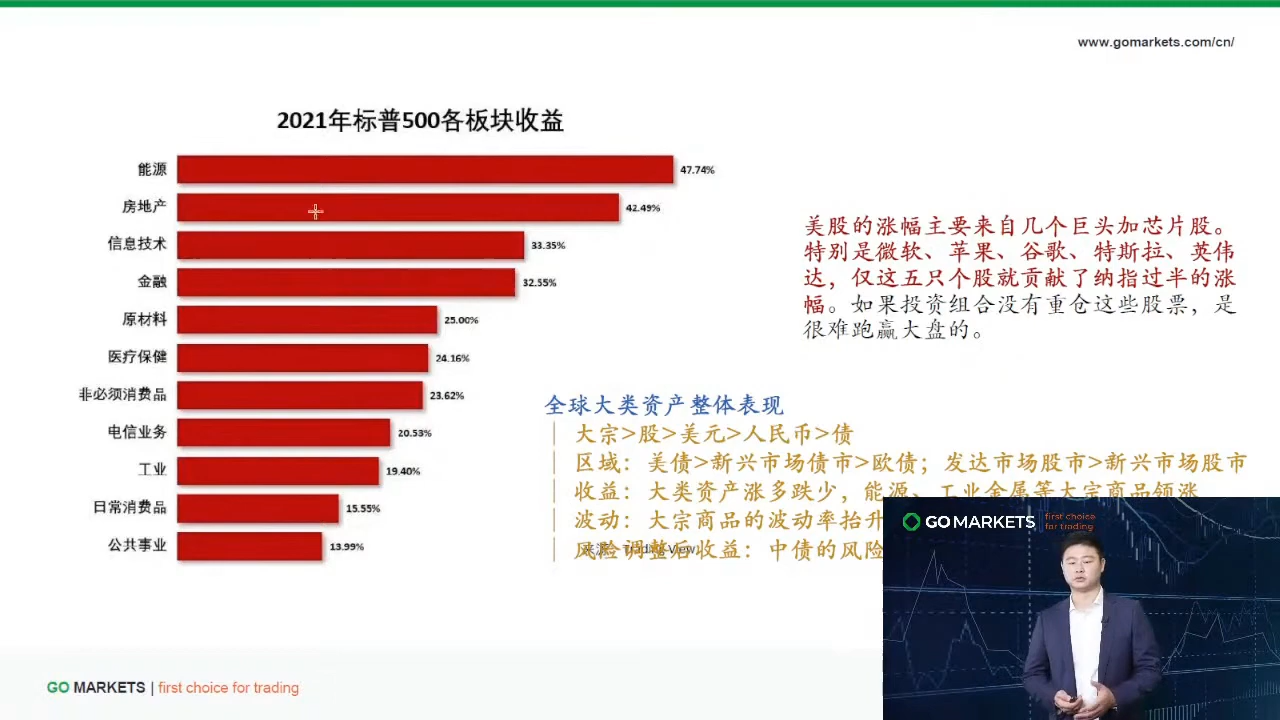 www.gomarkets.com/cn/
2021年标普500各板块收益
能源 47.74%
房地产 42.49%
信息技术 33.35%
金融 32.55%
原材料 25.00%
医疗保健 24.16%
非必须消费品 23.62%
电信业务 20.53%
工业 19.40%
日常消费品 15.55%
公共事业 13.99%
美股的涨幅主要来自几个巨头加芯片股。
特别是微软、苹果、谷歌、特斯拉、英伟
达，仅这五只个股就贡献了纳指过半的涨
幅。如果投资组合没有重仓这些股票，是
很难跑赢大盘的。
全球大类资产整体表现
大宗>股>美元>人民币>债
区域：美债>新兴市场债市>欧债；发达市场股市>新兴市场股市
收益：大类资产涨多跌少，能源、工业金属等大宗商品领涨
波动：大宗商品的波动率抬升
风险调整后收益：中债的风险
GO MARKETS first choice
for trading
GO MARKETS | first choice for trading